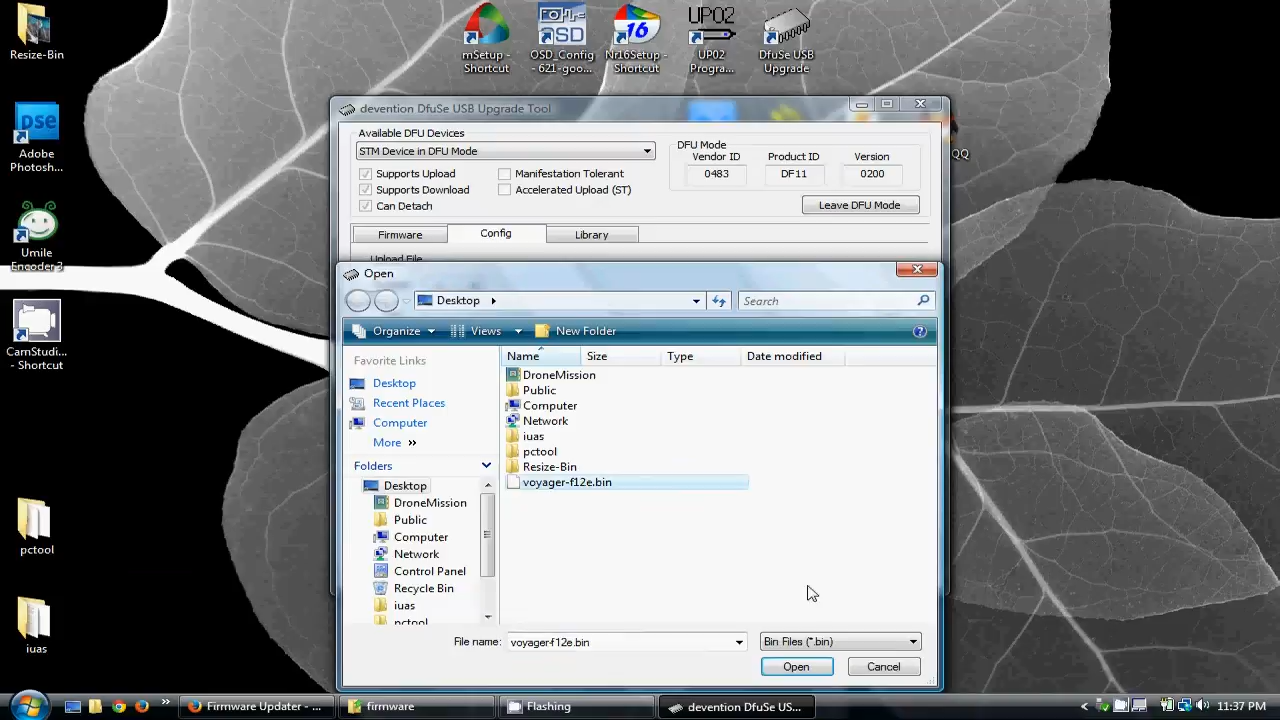 Resize-Bin
Adobe
Photosh...
Umile
Encoder 3
CamStudi...
- Shortcut
pctool
iuas
mSetup -
Shortcut
OSD_Config
- 621-goo...
Nr16Setup -
Shortcut
UP02
Progra...
DfuSe USB
Upgrade
QQ
devention DfuSe USB Upgrade Tool
Available DFU Devices
STM Device in DFU Mode
Supports Upload
Manifestation Tolerant
Supports Download
Accelerated Upload (ST)
Can Detach
DFU Mode
Vendor ID Product ID Version
0483 DF11 0200
Leave DFU Mode
Firmware Config Library
Upload File
Open
Desktop
Search
Organize Views New Folder
Favorite Links
Desktop
Recent Places
Computer
More »
Folders
Desktop
DroneMission
Public
Computer
Network
Control Panel
Recycle Bin
iuas
pctool
Name Size Type Date modified
DroneMission
Public
Computer
Network
iuas
pctool
Resize-Bin
voyager-f12e.bin
File name: voyager-f12e.bin
Bin Files (*.bin)
Open Cancel
Firmware Updater - ...
firmware
Flashing
devention DfuSe US...
11:37 PM